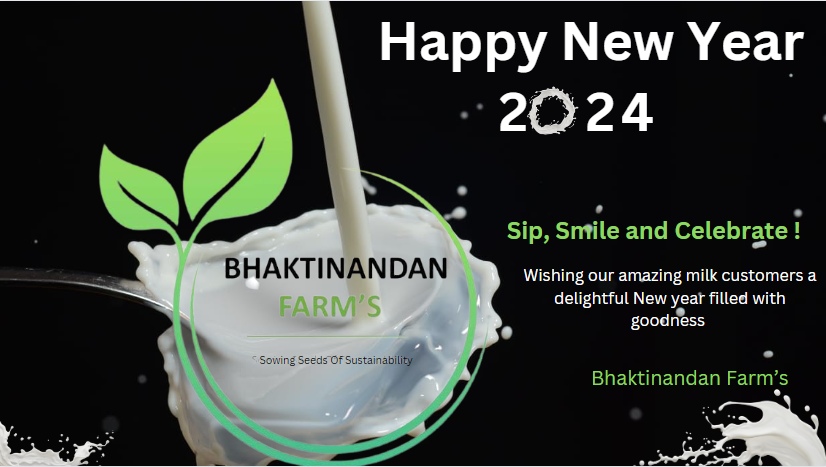 Happy New Year
2024
Sip, Smile and Celebrate !
Wishing our amazing milk customers a
delightful New year filled with
goodness
Bhaktinandan Farm's
BHAKTINANDAN
FARM'S
Sowing Seeds Of Sustainability